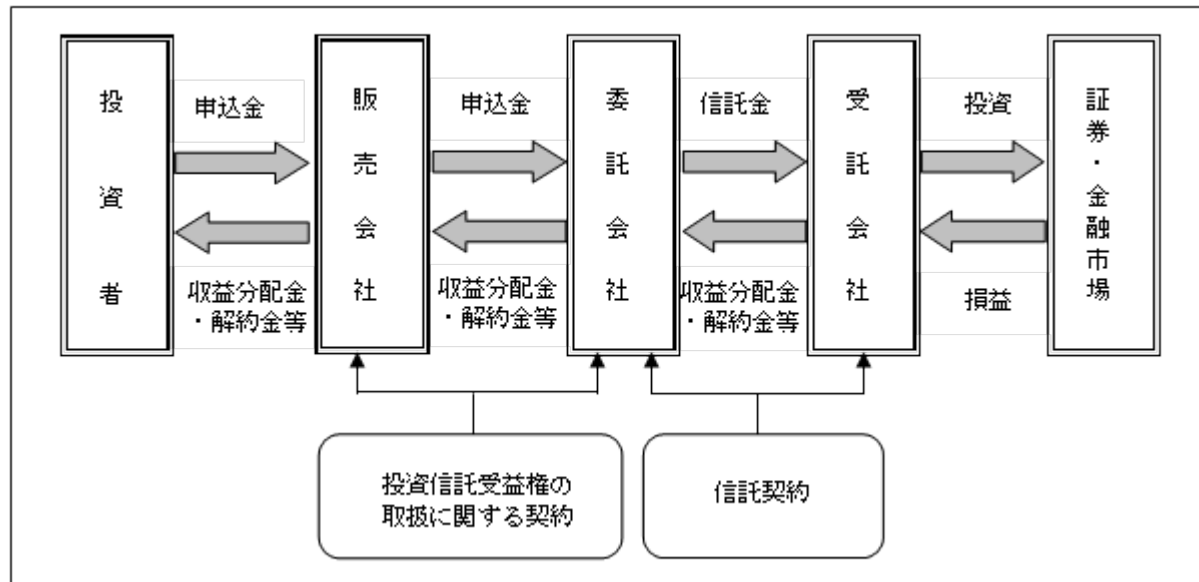 投資者
申込金
収益分配金
・解約金等
販売会社
申込金
収益分配金
・解約金等
委託会社
信託金
収益分配金
・解約金等
受託会社
投資
損益
証券・金融市場
投資信託受益権の
取扱に関する契約
信託契約